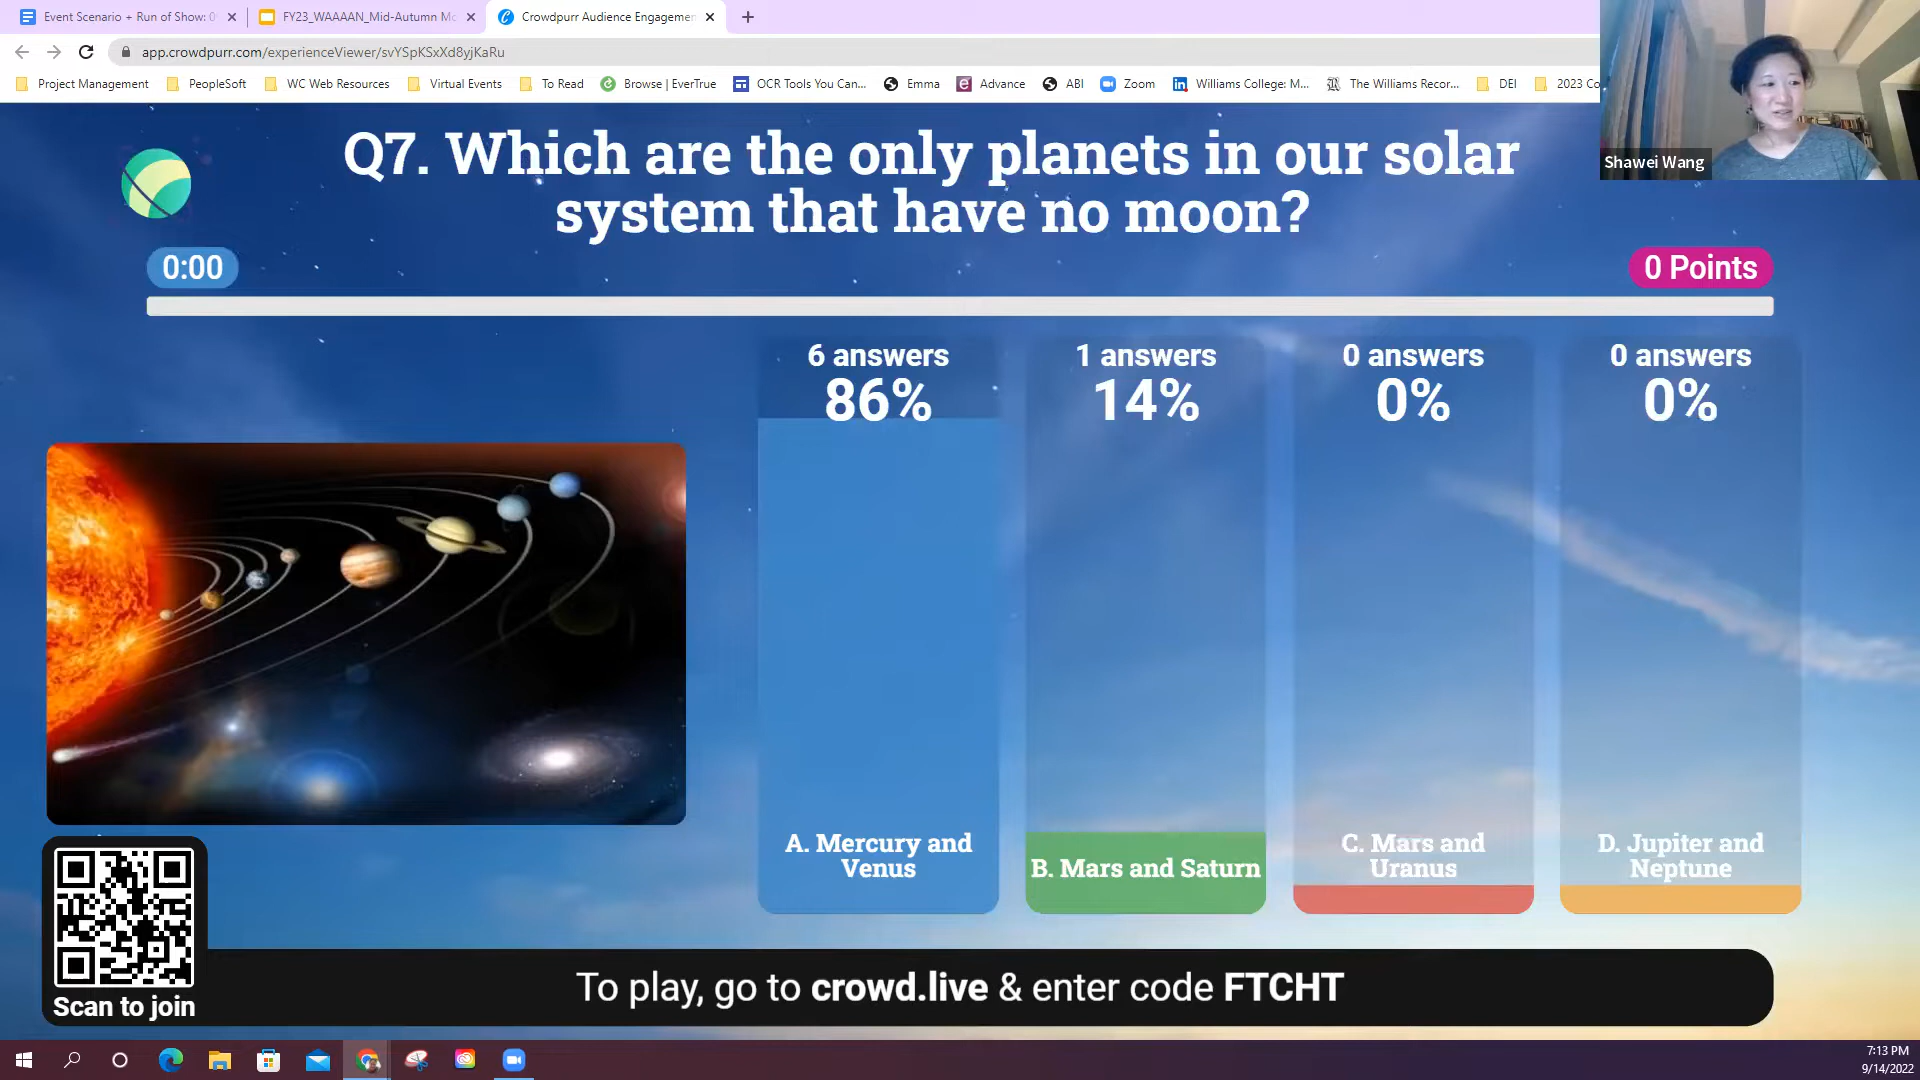 Event Scenario + Run of Show: 0
FY23_WAAAAN_Mid-Autumn Mo
Crowdpurr Audience Engagemen
app.crowdpurr.com/experienceViewer/svYSpKSxXd8yjKaRu
Project Management
PeopleSoft
WC Web Resources
Virtual Events
To Read
Browse | EverTrue
OCR Tools You Can...
Emma
Advance
ABI
Zoom
Williams College: M...
The Williams Recor...
DEI
2023 Co
Shawei Wang
Q7. Which are the only planets in our solar
system that have no moon?
0:00
0 Points
6 answers
86%
1 answers
14%
0 answers
0%
0 answers
0%
A. Mercury and
Venus
B. Mars and Saturn
C. Mars and
Uranus
D. Jupiter and
Neptune
Scan to join
To play, go to crowd.live & enter code FTCHT
7:13 PM
9/14/2022